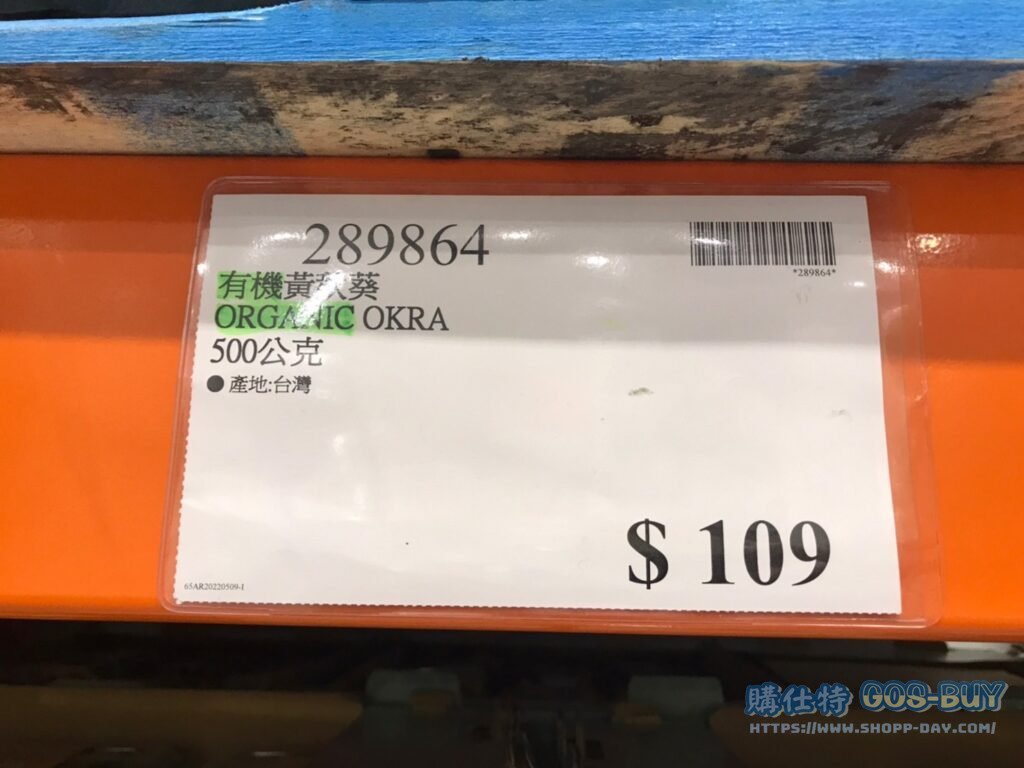 289864
*289864*
有機黃秋葵
ORGANIC OKRA
500公克
● 產地:台灣
$ 109
65AR20220509-1
購仕特 GOS-BUY
HTTPS://WWW.SHOPP-DAY.COM/